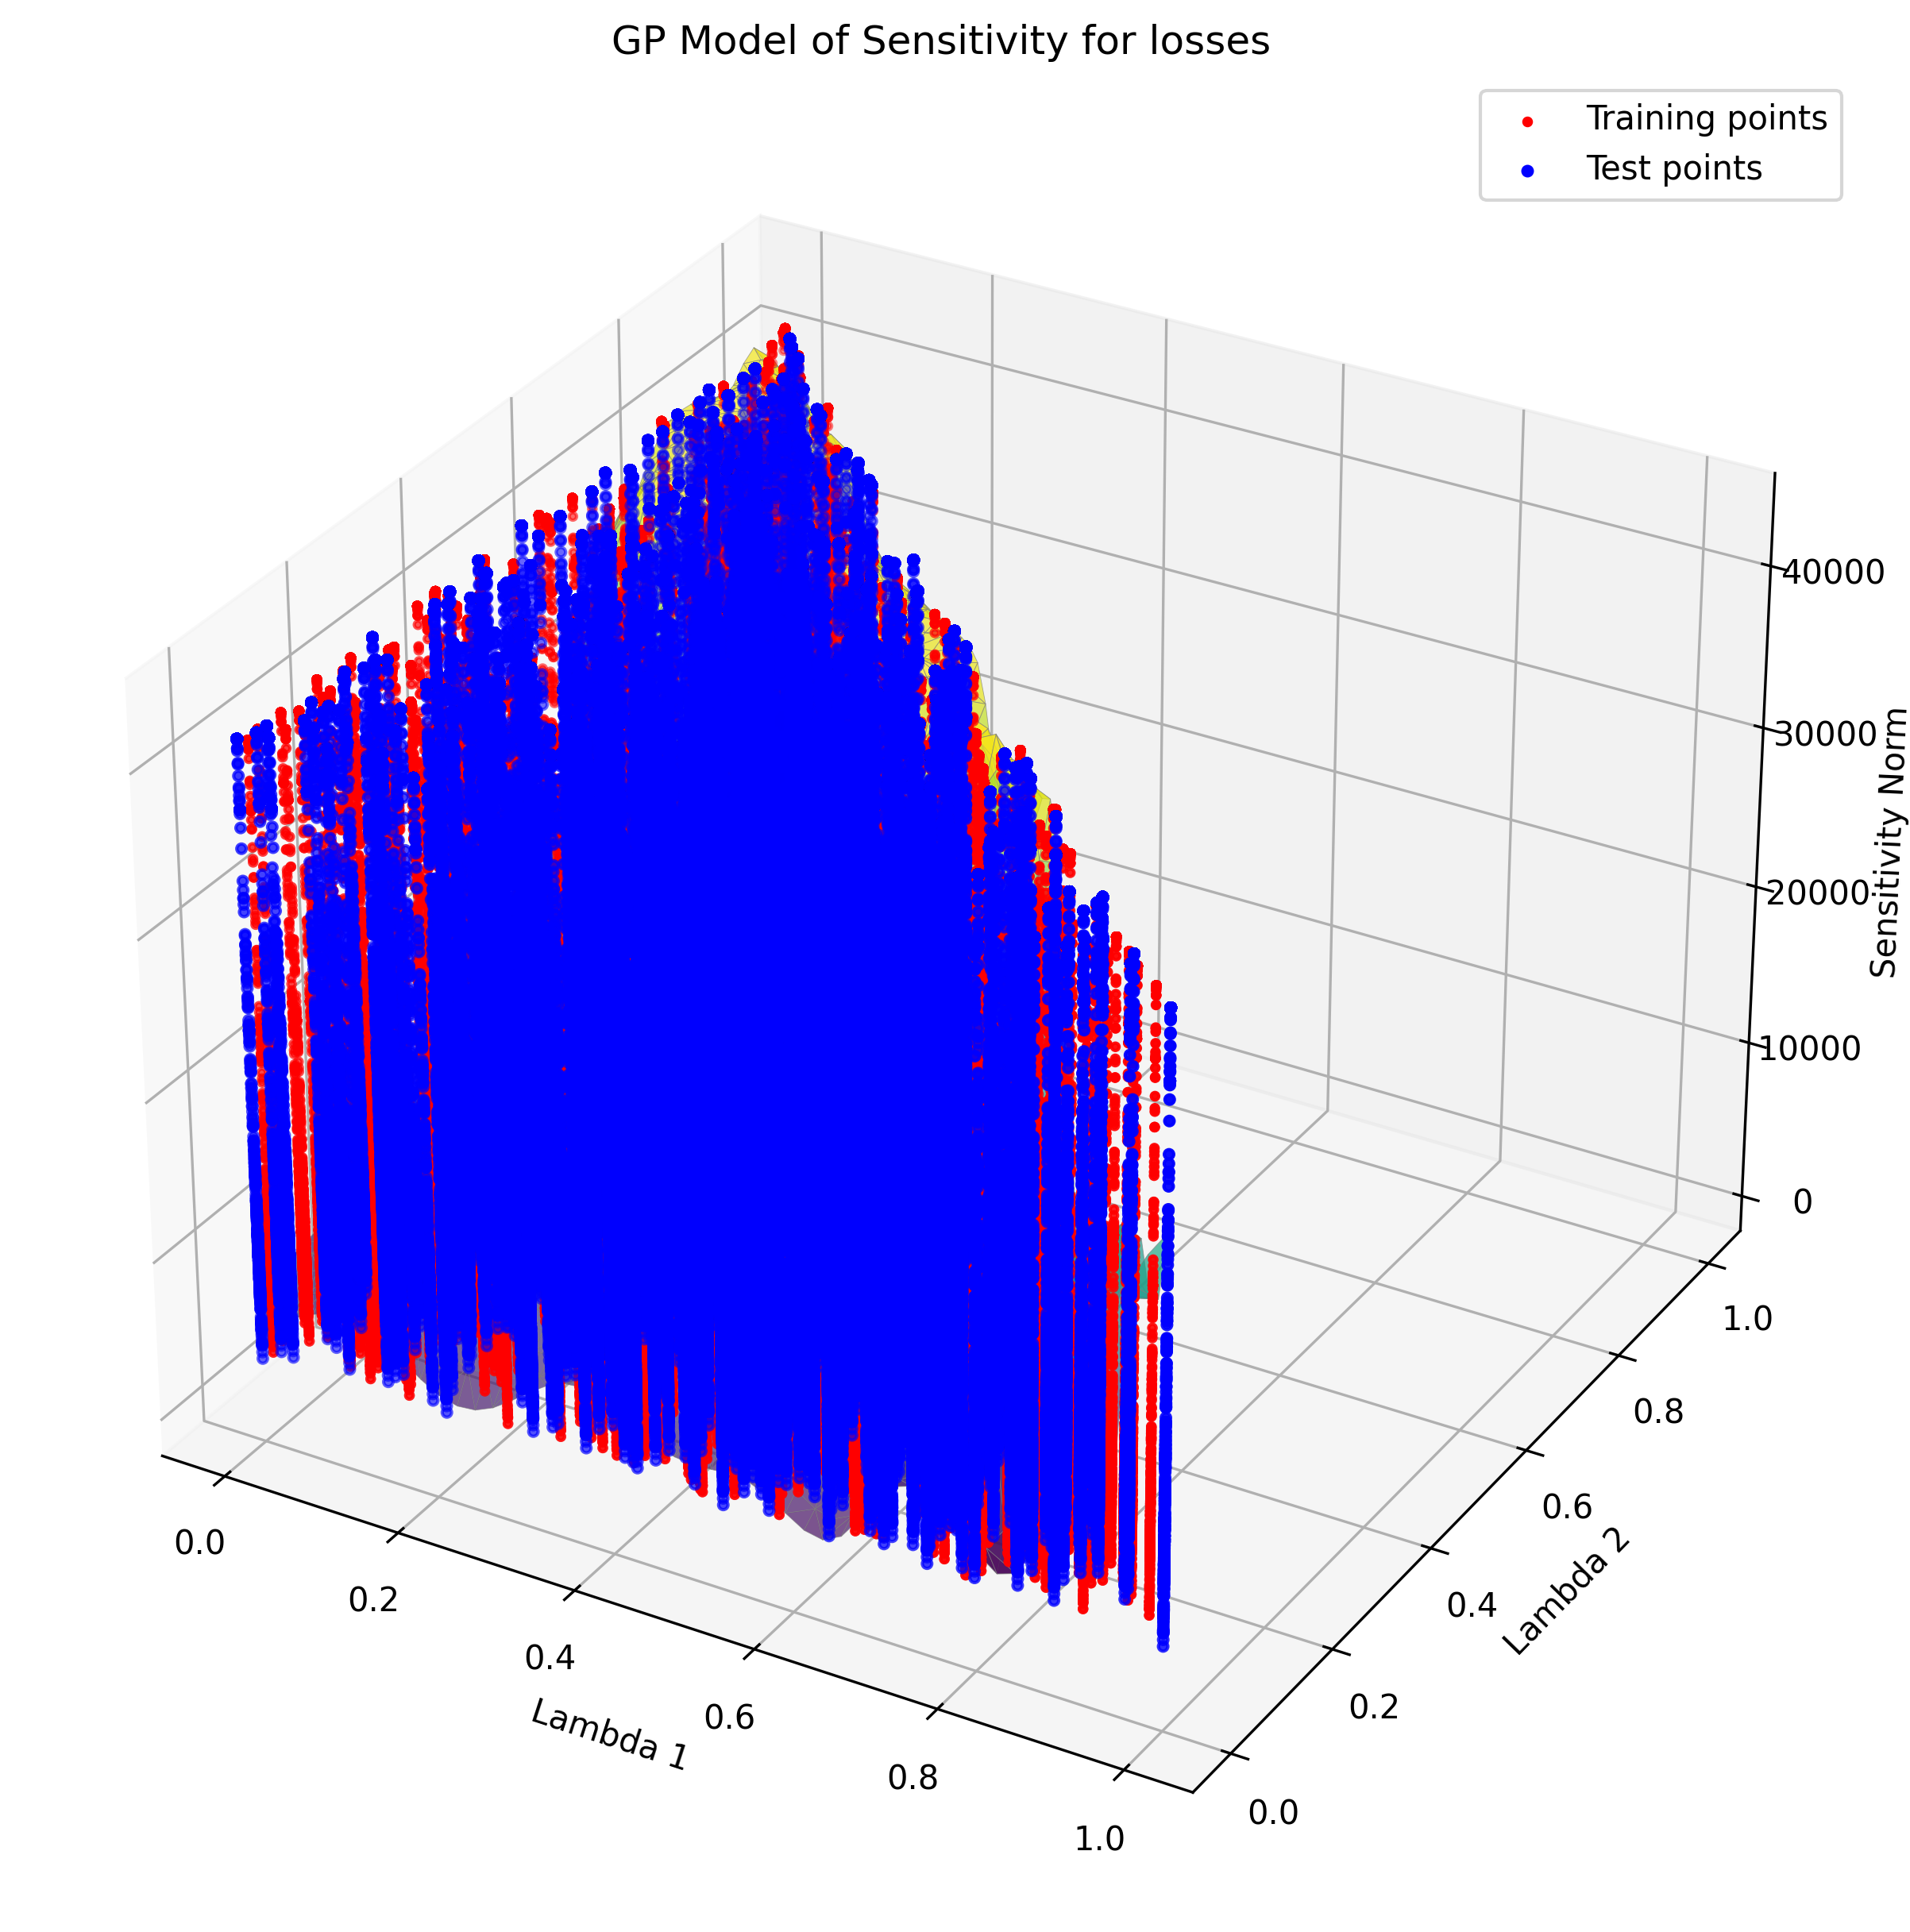 GP Model of Sensitivity for losses
Training points
Test points
40000
30000
20000
10000
0
Sensitivity Norm
1.0
0.8
0.6
0.4
0.2
0.0
Lambda 2
0.0
0.2
0.4
0.6
0.8
1.0
Lambda 1